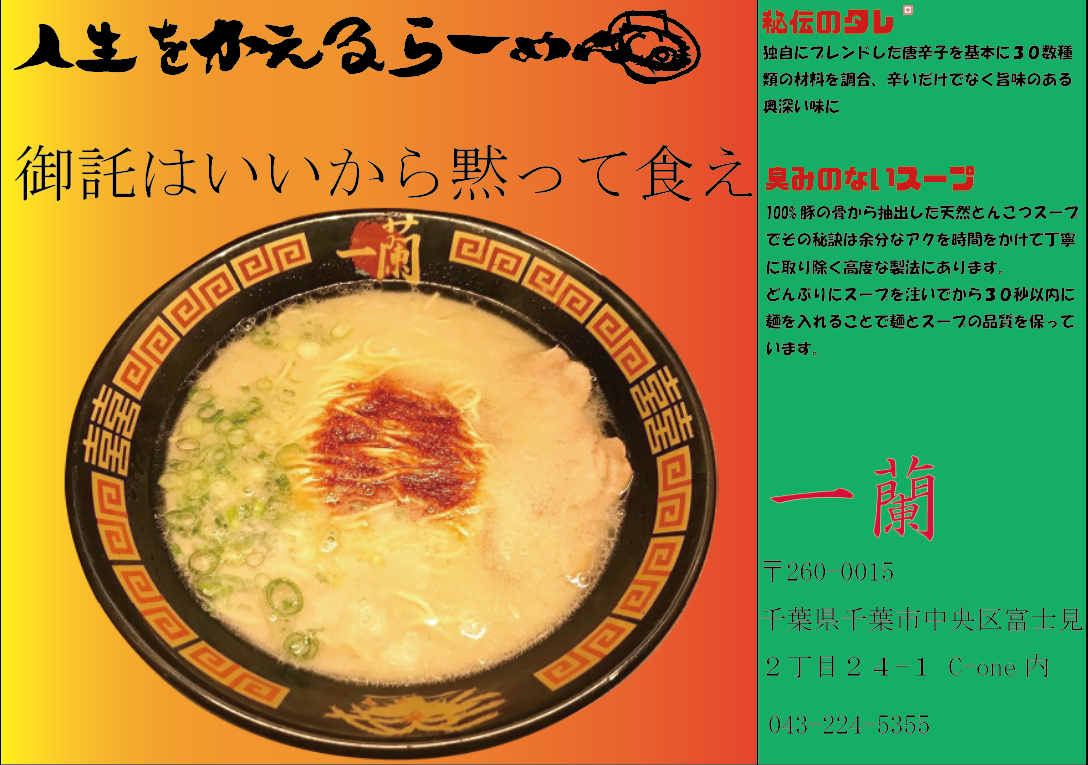 人生をかえるらーめん
御託はいいから黙って食え
一蘭
秘伝のタレ
独自にブレンドした唐辛子を基本に３０数種
類の材料を調合、辛いだけでなく旨味のある
奥深い味に
臭みのないスープ
100%豚の骨から抽出した天然とんこつスープ
でその秘訣は余分なアクを時間をかけて丁寧
に取り除く高度な製法にあります。
どんぶりにスープを注いでから３０秒以内に
麺を入れることで麺とスープの品質を保って
います。
一蘭
〒260-0015
千葉県千葉市中央区富士見
２丁目２４−１ C-one内
043-224-5355